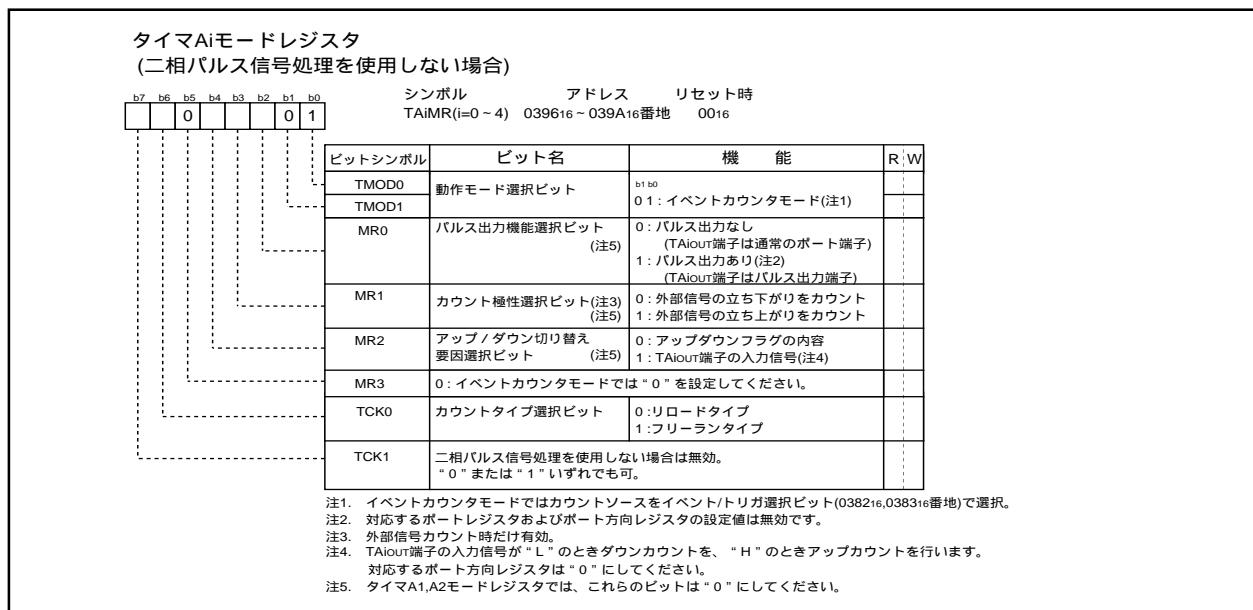 タイマAiモードレジスタ
(二相パルス信号処理を使用しない場合)
b7 b6 b5 b4 b3 b2 b1 b0
0 0 1
シンボル アドレス リセット時
TAiMR(i=0~4) 039616~039A16番地 0016
ビットシンボル ビット名 機 能 R W
TMOD0
TMOD1
動作モード選択ビット
b1 b0
0 1 : イベントカウンタモード(注1)
MR0 パルス出力機能選択ビット
(注5)
0 : パルス出力なし
(TAiOUT端子は通常のポート端子)
1 : パルス出力あり(注2)
(TAiOUT端子はパルス出力端子)
MR1 カウント極性選択ビット(注3)
(注5)
0 : 外部信号の立ち下がりをカウント
1 : 外部信号の立ち上がりをカウント
MR2 アップ / ダウン切り替え
要因選択ビット (注5)
0 : アップダウンフラグの内容
1 : TAiOUT端子の入力信号(注4)
MR3 0 : イベントカウンタモードでは“0”を設定してください。
TCK0 カウントタイプ選択ビット
0 :リロードタイプ
1 :フリーランタイプ
TCK1 二相パルス信号処理を使用しない場合は無効。
“0”または“1”いずれでも可。
注1. イベントカウンタモードではカウントソースをイベント/トリガ選択ビット(038216,038316番地)で選択。
注2. 対応するポートレジスタおよびポート方向レジスタの設定値は無効です。
注3. 外部信号カウント時だけ有効。
注4. TAiOUT端子の入力信号が“L”のときダウンカウントを、“H”のときアップカウントを行います。
対応するポート方向レジスタは“0”にしてください。
注5. タイマA1,A2モードレジスタでは、これらのビットは“0”にしてください。